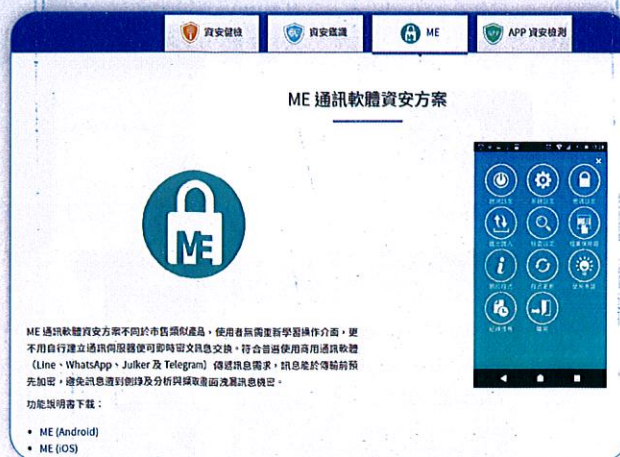 資安健檢
資安鑑識
ME
APP 資安檢測
ME 通訊軟體資安方案
ME
ME 通訊軟體資安方案不同於市售類似產品，使用者無需重新學習操作介面，更
不用自行建立通訊伺服器便可即時密文訊息交換。符合普遍使用商用通訊軟體
（Line、WhatsApp、Juiker 及 Telegram）傳遞訊息需求，訊息能於傳輸前預
先加密，避免訊息遭到側錄及分析與擷取畫面洩漏訊息機密。
功能說明書下載：
• ME (Android)
• ME (iOS)